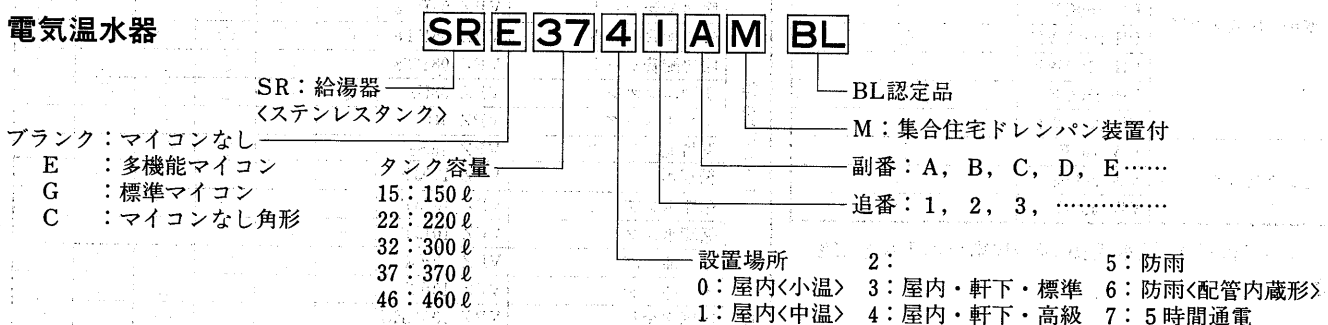 電気温水器
SRE3741AM BL
SR：給湯器
〈ステンレスタンク〉
ブランク：マイコンなし
E ：多機能マイコン
G ：標準マイコン
C ：マイコンなし角形
タンク容量
15：150ℓ
22：220ℓ
32：300ℓ
37：370ℓ
46：460ℓ
BL認定品
M：集合住宅ドレンパン装置付
副番：A, B, C, D, E……
追番：1, 2, 3, ……………
設置場所
0：屋内〈小温〉
1：屋内〈中温〉
2：
3：屋内・軒下・標準
4：屋内・軒下・高級
5：防雨
6：防雨〈配管内蔵形〉
7：5時間通電